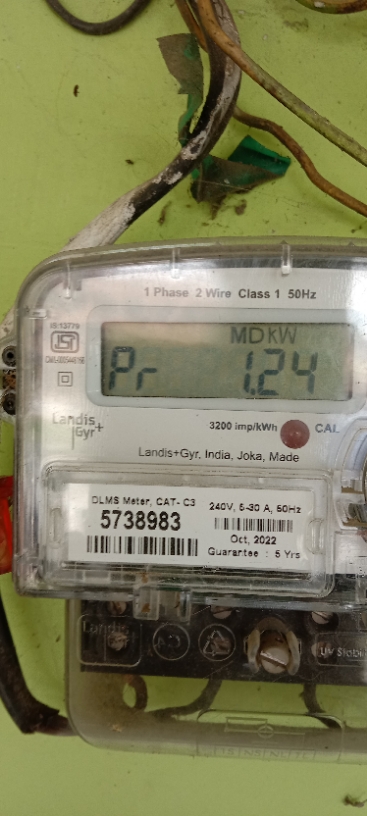 1 Phase 2 Wire Class 1 50Hz
IS 13779
MD kW
Pr 1.24
Landis
Gyr+
3200 imp/kWh CAL
Landis+Gyr, India, Joka, Made
DLMS Meter, CAT- C3
5738983
240V, 5-30 A, 50Hz
Oct, 2022
Guarantee : 5 Yrs
Landis